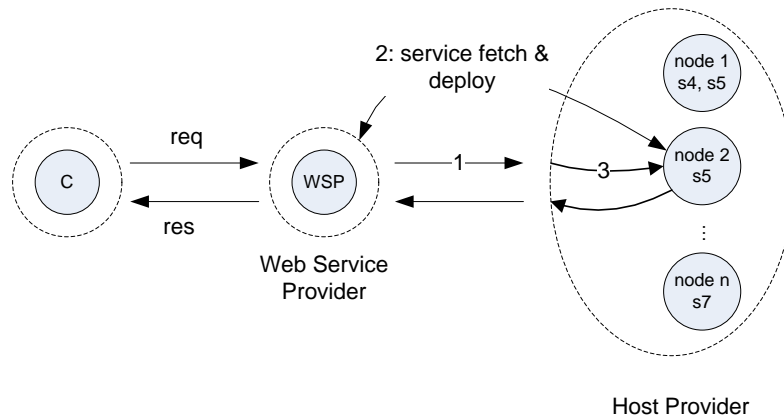 2: service fetch &
deploy
node 1
s4, s5
req
1
3
node 2
s5
C
WSP
res
...
Web Service
Provider
node n
s7
Host Provider